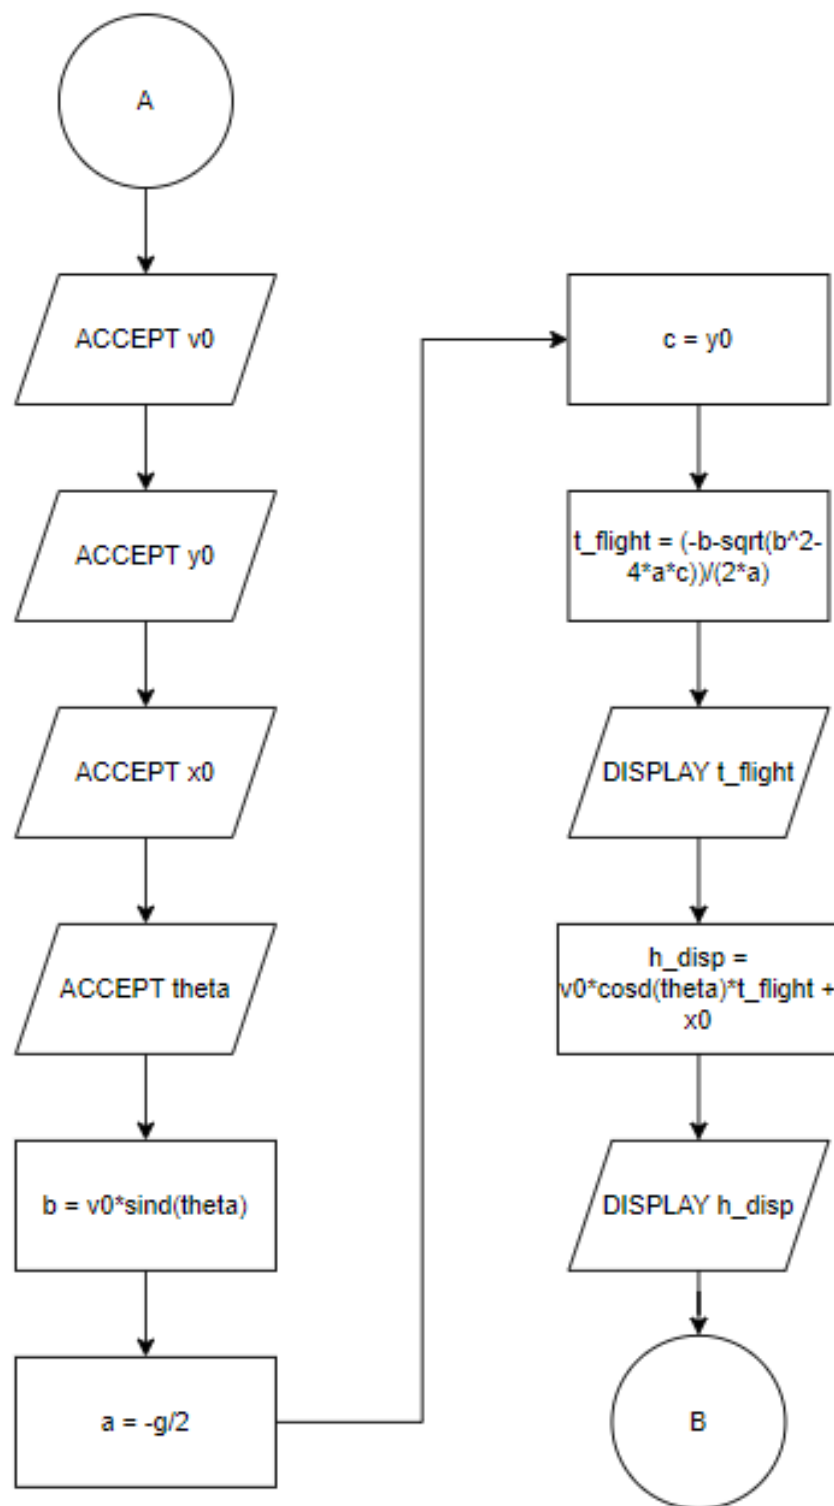 A
ACCEPT v0
ACCEPT y0
ACCEPT x0
ACCEPT theta
b = v0*sind(theta)
a = -g/2
c = y0
t_flight = (-b-sqrt(b^2-
4*a*c))/(2*a)
DISPLAY t_flight
h_disp =
v0*cosd(theta)*t_flight +
x0
DISPLAY h_disp
B